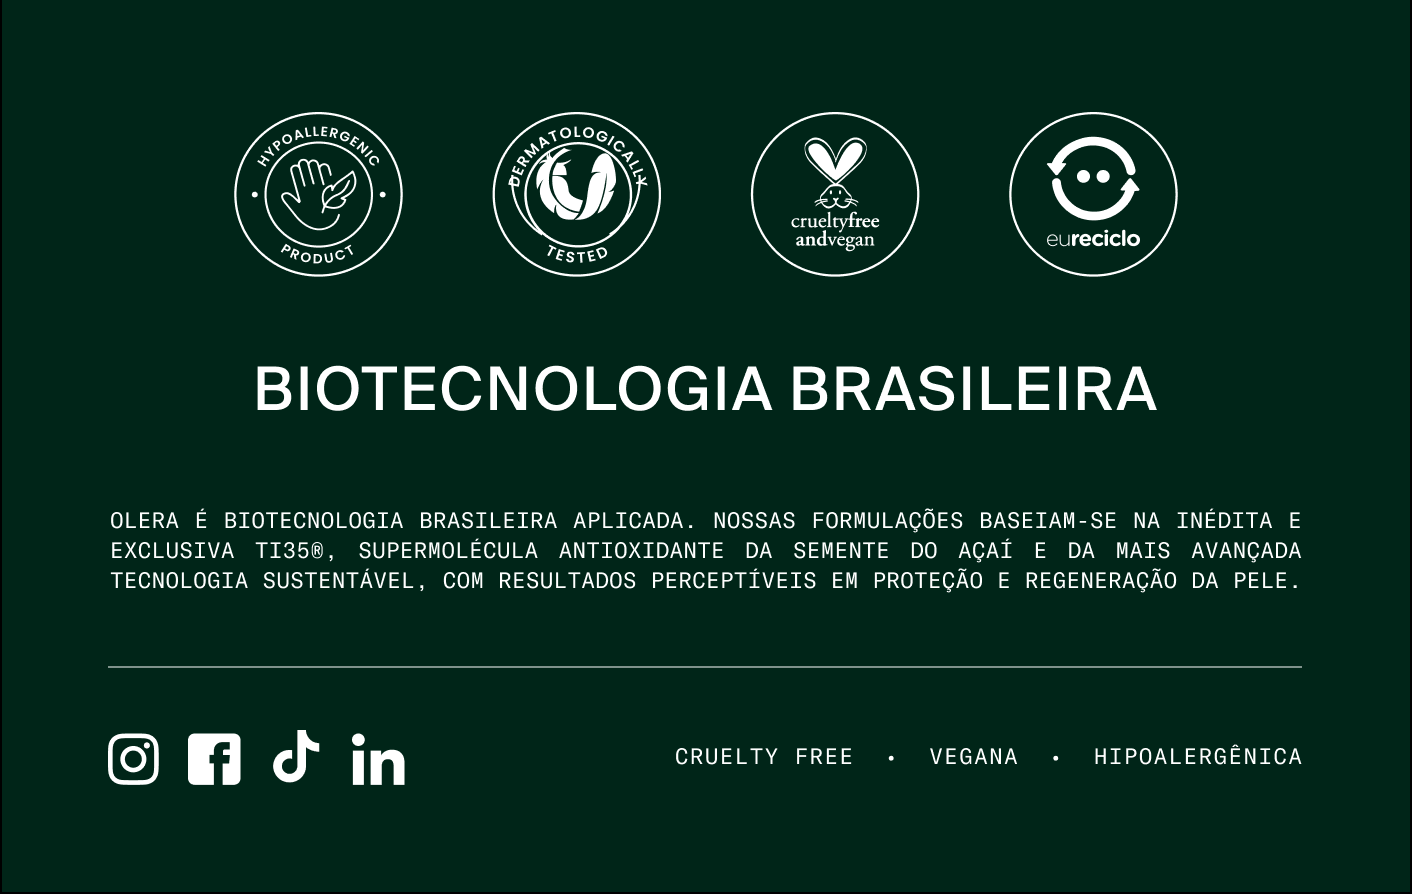 HYPOALLERGENIC
PRODUCT
DERMATOLOGICALLY
TESTED
crueltyfree
andvegan
eureciclo
BIOTECNOLOGIA BRASILEIRA
OLERA É BIOTECNOLOGIA BRASILEIRA APLICADA. NOSSAS FORMULAÇÕES BASEIAM-SE NA INÉDITA E
EXCLUSIVA TI35®, SUPERMOLÉCULA ANTIOXIDANTE DA SEMENTE DO AÇAÍ E DA MAIS AVANÇADA
TECNOLOGIA SUSTENTÁVEL, COM RESULTADOS PERCEPTÍVEIS EM PROTEÇÃO E REGENERAÇÃO DA PELE.
CRUELTY FREE • VEGANA • HIPOALERGÊNICA